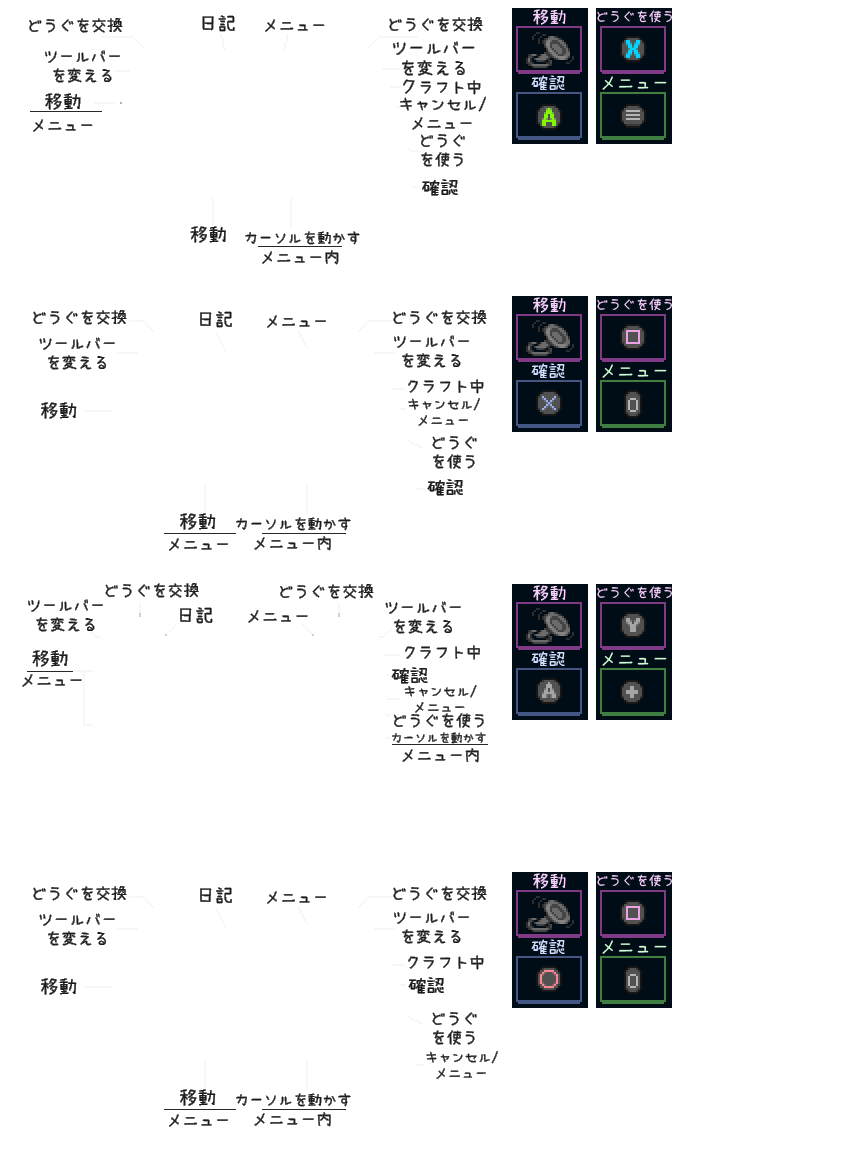 どうぐを交換
日記
メニュー
どうぐを交換
ツールバー
を変える
ツールバー
を変える
移動
メニュー
クラフト中
キャンセル/
メニュー
どうぐ
を使う
確認
移動
カーソルを動かす
メニュー内
移動
どうぐを使う
X
確認
メニュー
A
どうぐを交換
日記
メニュー
どうぐを交換
ツールバー
を変える
ツールバー
を変える
移動
クラフト中
キャンセル/
メニュー
どうぐ
を使う
確認
移動
メニュー
カーソルを動かす
メニュー内
移動
どうぐを使う
確認
メニュー
どうぐを交換
どうぐを交換
ツールバー
を変える
日記
メニュー
ツールバー
を変える
移動
メニュー
クラフト中
確認
キャンセル/
メニュー
どうぐを使う
カーソルを動かす
メニュー内
移動
どうぐを使う
Y
確認
メニュー
A
どうぐを交換
日記
メニュー
どうぐを交換
ツールバー
を変える
ツールバー
を変える
移動
クラフト中
確認
どうぐ
を使う
キャンセル/
メニュー
移動
メニュー
カーソルを動かす
メニュー内
移動
どうぐを使う
確認
メニュー